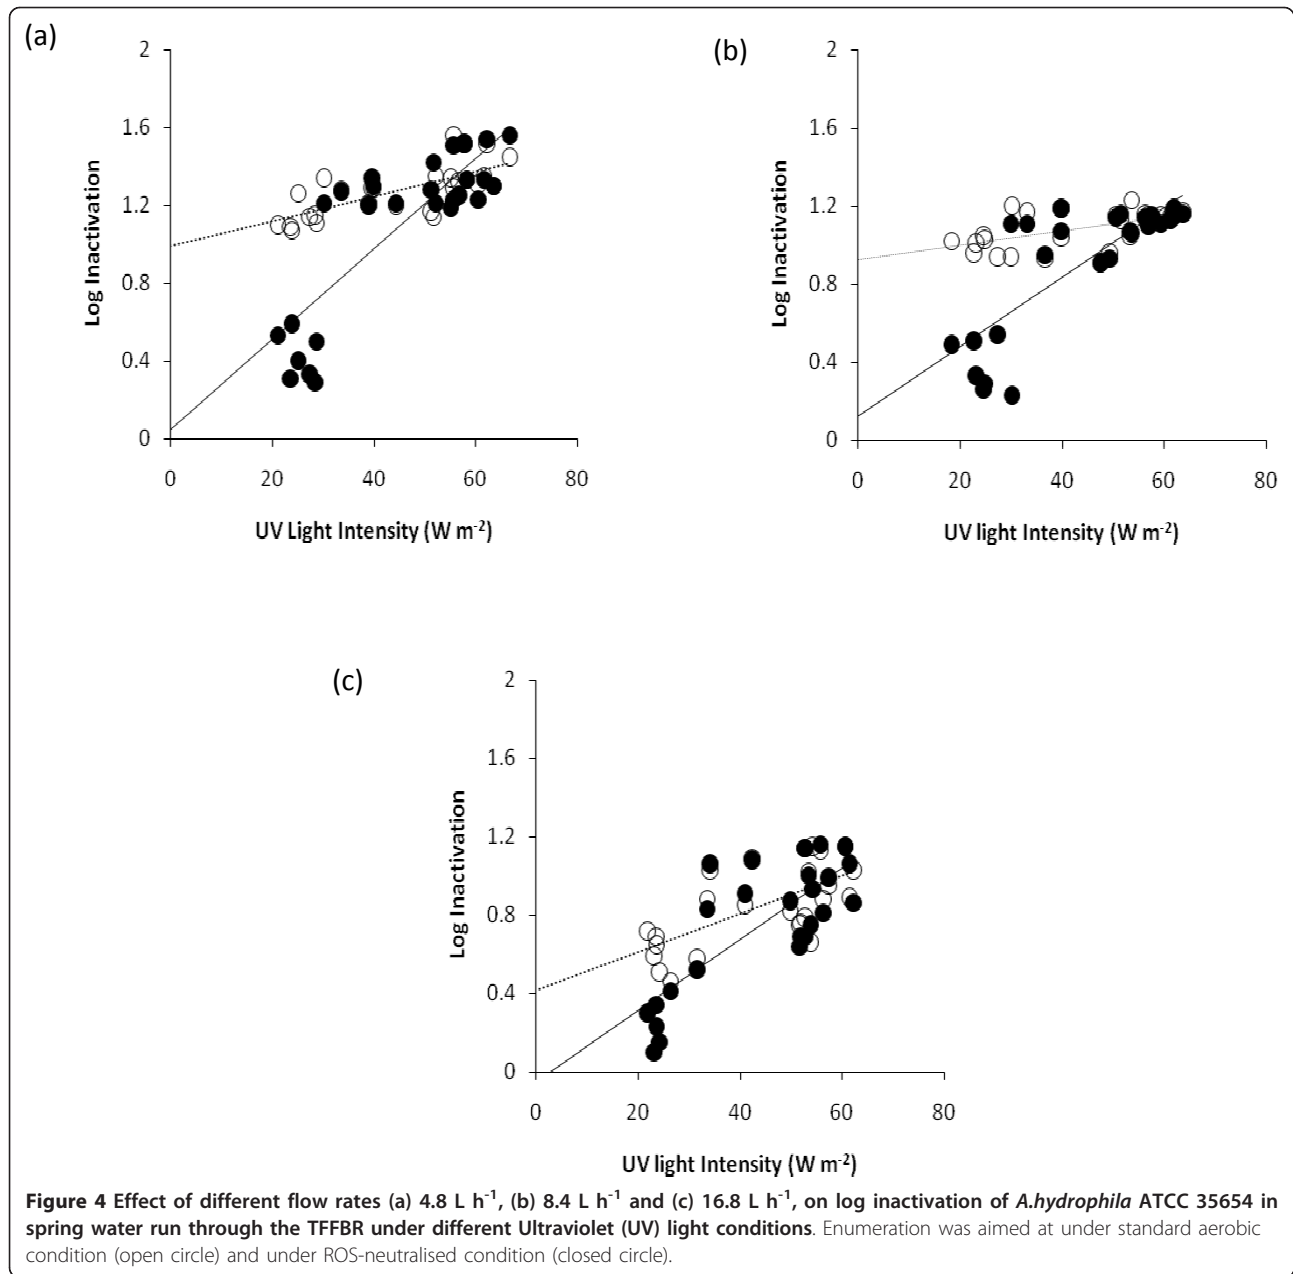 (a)
2
1.6
1.2
0.8
0.4
0
0 20 40 60 80
Log Inactivation
UV Light Intensity (W m⁻²)
(b)
2
1.6
1.2
0.8
0.4
0
0 20 40 60 80
Log Inactivation
UV light Intensity (W m⁻²)
(c)
2
1.6
1.2
0.8
0.4
0
0 20 40 60 80
Log Inactivation
UV light Intensity (W m⁻²)
Figure 4 Effect of different flow rates (a) 4.8 L h⁻¹, (b) 8.4 L h⁻¹ and (c) 16.8 L h⁻¹, on log inactivation of A.hydrophila ATCC 35654 in
spring water run through the TFFBR under different Ultraviolet (UV) light conditions. Enumeration was aimed at under standard aerobic
condition (open circle) and under ROS-neutralised condition (closed circle).